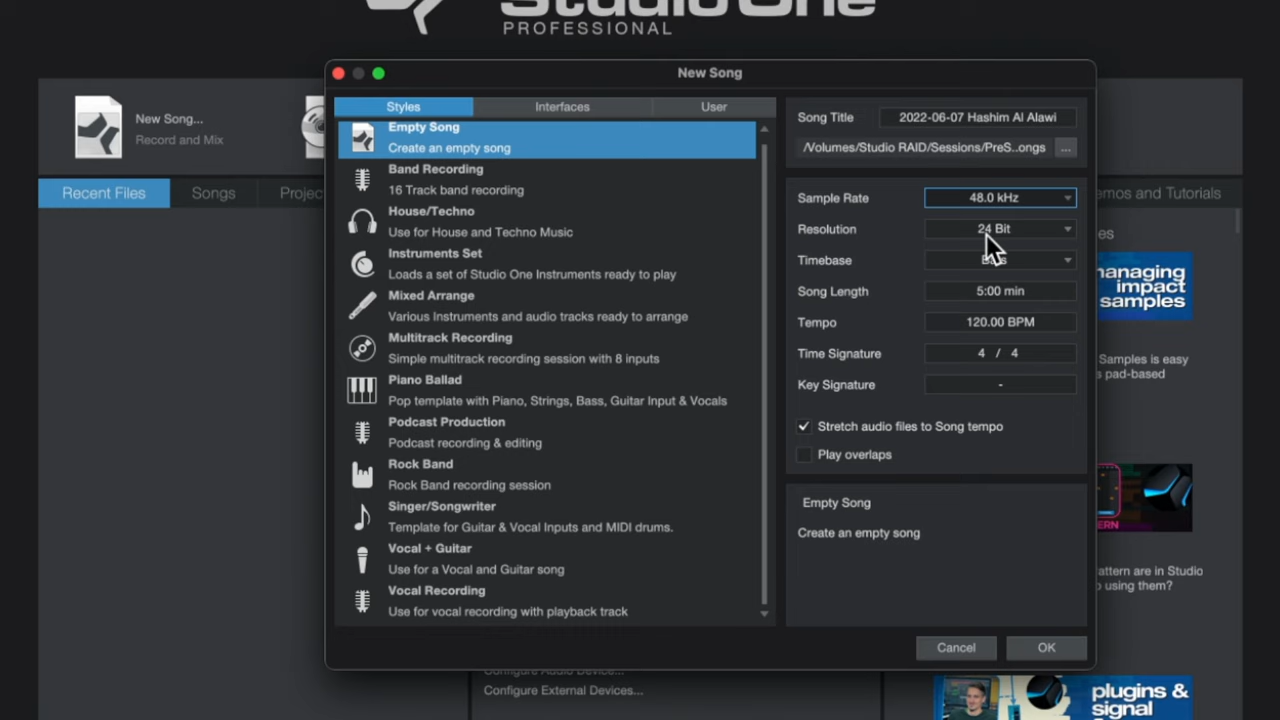 Studio One
PROFESSIONAL
New Song
New Song...
Record and Mix
Recent Files
Songs
Styles
Interfaces
User
Empty Song
Create an empty song
Band Recording
16 Track band recording
House/Techno
Use for House and Techno Music
Instruments Set
Loads a set of Studio One Instruments ready to play
Mixed Arrange
Various Instruments and audio tracks ready to arrange
Multitrack Recording
Simple multitrack recording session with 8 inputs
Piano Ballad
Pop template with Piano, Strings, Bass, Guitar Input & Vocals
Podcast Production
Podcast recording & editing
Rock Band
Rock Band recording session
Singer/Songwriter
Template for Guitar & Vocal Inputs and MIDI drums.
Vocal + Guitar
Use for a Vocal and Guitar song
Vocal Recording
Use for vocal recording with playback track
Song Title 2022-06-07 Hashim Al Alawi
/Volumes/Studio RAID/Sessions/PreS..ongs ...
Sample Rate 48.0 kHz
Resolution 24 Bit
Timebase
Song Length 5:00 min
Tempo 120.00 BPM
Time Signature 4 / 4
Key Signature -
Stretch audio files to Song tempo
Play overlaps
Empty Song
Create an empty song
Cancel
OK
and Tutorials
managing
impact
samples
Samples is easy
pad-based
attern are in Studio
using them?
Configure Audio Device...
Configure External Devices...
plugins &
signal